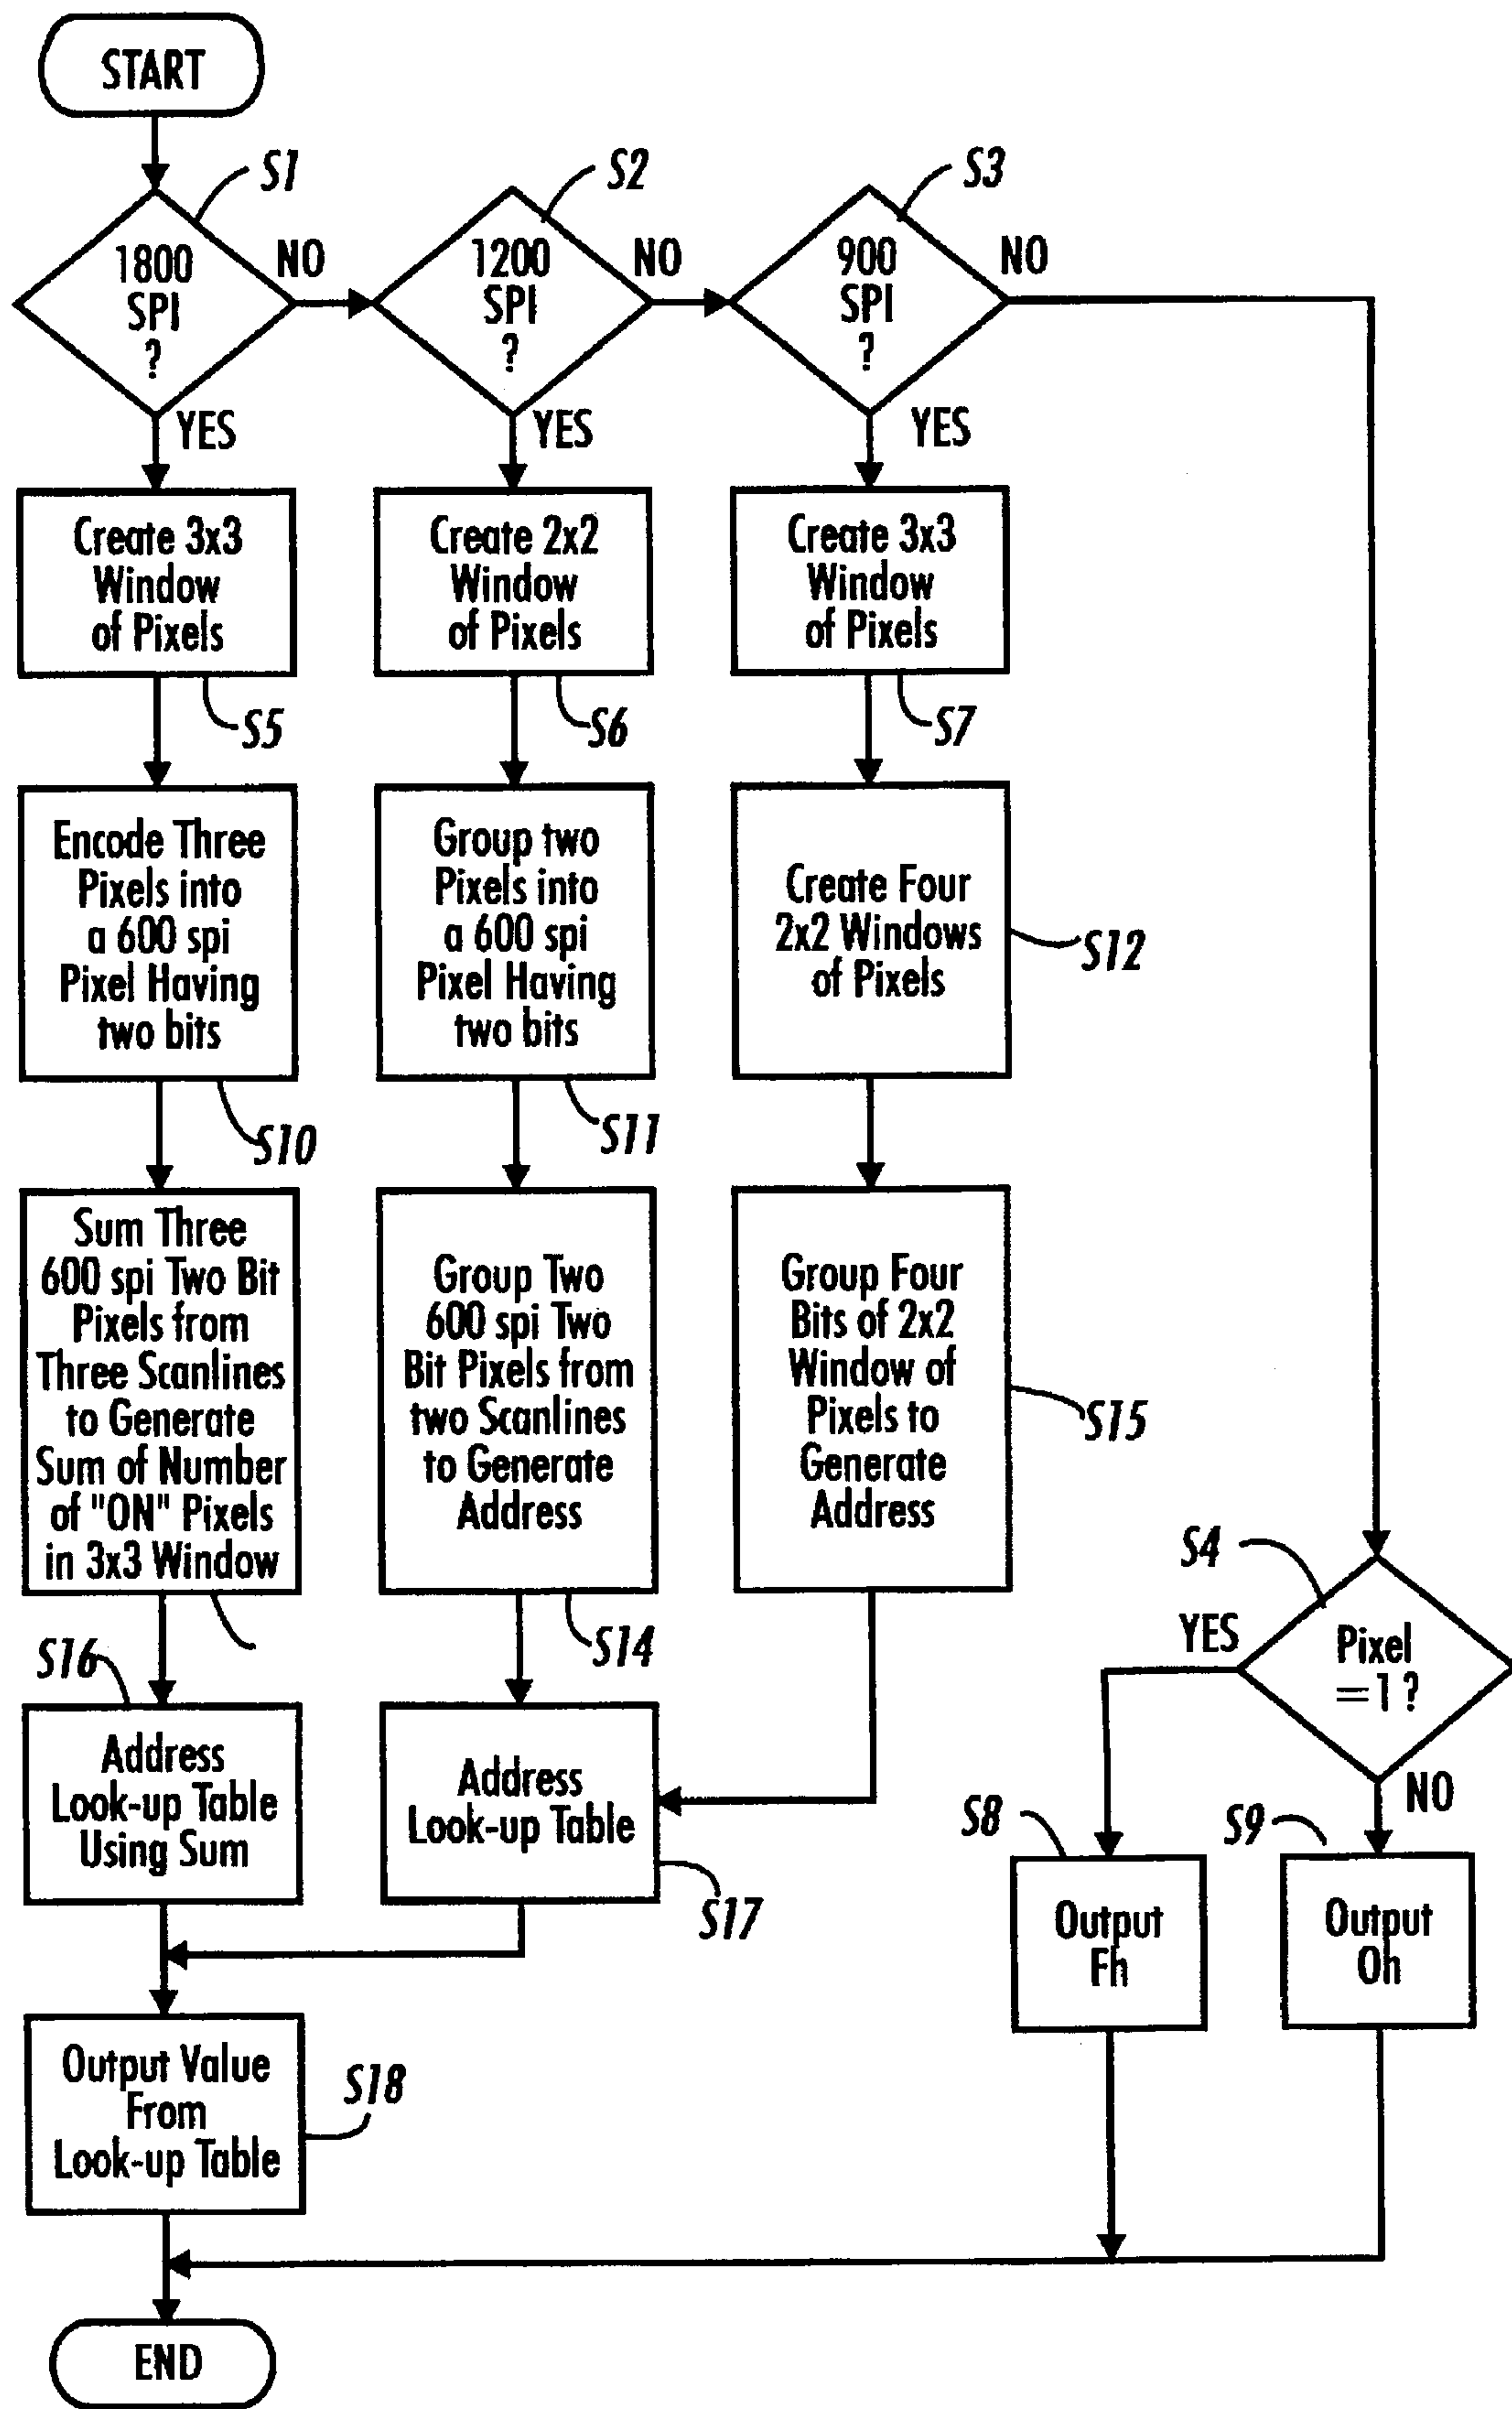 START
S1
1800
SPI
?
NO
YES
S2
1200
SPI
?
NO
YES
S3
900
SPI
?
NO
YES
Create 3x3
Window
of Pixels
S5
Create 2x2
Window
of Pixels
S6
Create 3x3
Window
of Pixels
S7
Encode Three
Pixels into
a 600 spi
Pixel Having
two bits
S10
Group two
Pixels into
a 600 spi
Pixel Having
two bits
S11
Create Four
2x2 Windows
of Pixels
S12
Sum Three
600 spi Two Bit
Pixels from
Three Scanlines
to Generate
Sum of Number
of "ON" Pixels
in 3x3 Window
Group Two
600 spi Two
Bit Pixels from
two Scanlines
to Generate
Address
S14
Group Four
Bits of 2x2
Window of
Pixels to
Generate
Address
S15
S4
Pixel
=1 ?
YES
NO
S16
Address
Look-up Table
Using Sum
Address
Look-up Table
S17
S8
Output
Fh
S9
Output
Oh
Output Value
From
Look-up Table
S18
END